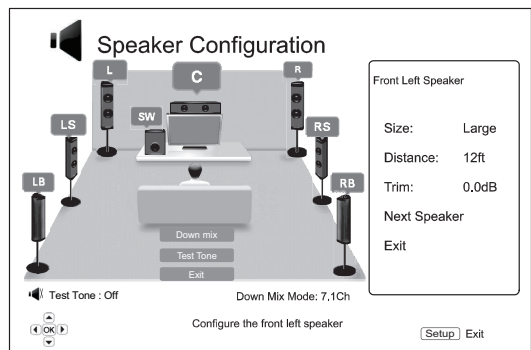 Speaker Configuration
L
C
R
SW
LS
RS
LB
RB
Down mix
Test Tone
Exit
Test Tone : Off
Down Mix Mode: 7.1Ch
Front Left Speaker
Size: Large
Distance: 12ft
Trim: 0.0dB
Next Speaker
Exit
OK
Configure the front left speaker
Setup Exit